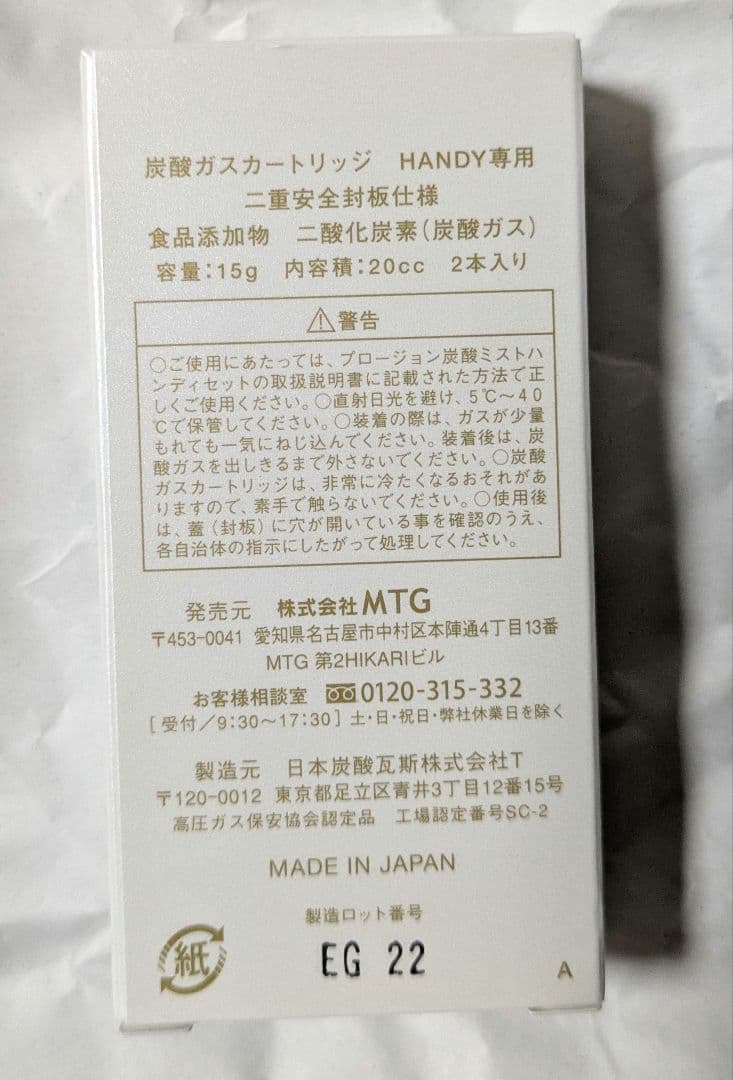 炭酸ガスカートリッジ　HANDY専用
二重安全封板仕様
食品添加物　二酸化炭素(炭酸ガス)
容量:15g　内容積:20cc　2本入り
⚠警告
○ご使用にあたっては、プロージョン炭酸ミストハ
ンディセットの取扱説明書に記載された方法で正
しくご使用ください。○直射日光を避け、5℃〜40
℃で保管してください。○装着の際は、ガスが少量
もれても一気にねじ込んでください。装着後は、炭
酸ガスを出しきるまで外さないでください。○炭酸
ガスカートリッジは、非常に冷たくなるおそれがあ
りますので、素手で触らないでください。○使用後
は、蓋(封板)に穴が開いている事を確認のうえ、
各自治体の指示にしたがって処理してください。
発売元　株式会社MTG
〒453-0041　愛知県名古屋市中村区本陣通4丁目13番
MTG 第2HIKARIビル
お客様相談室　0120-315-332
[受付/9:30〜17:30]土・日・祝日・弊社休業日を除く
製造元　日本炭酸瓦斯株式会社T
〒120-0012　東京都足立区青井3丁目12番15号
高圧ガス保安協会認定品　工場認定番号SC-2
MADE IN JAPAN
製造ロット番号
紙
EG 22
A